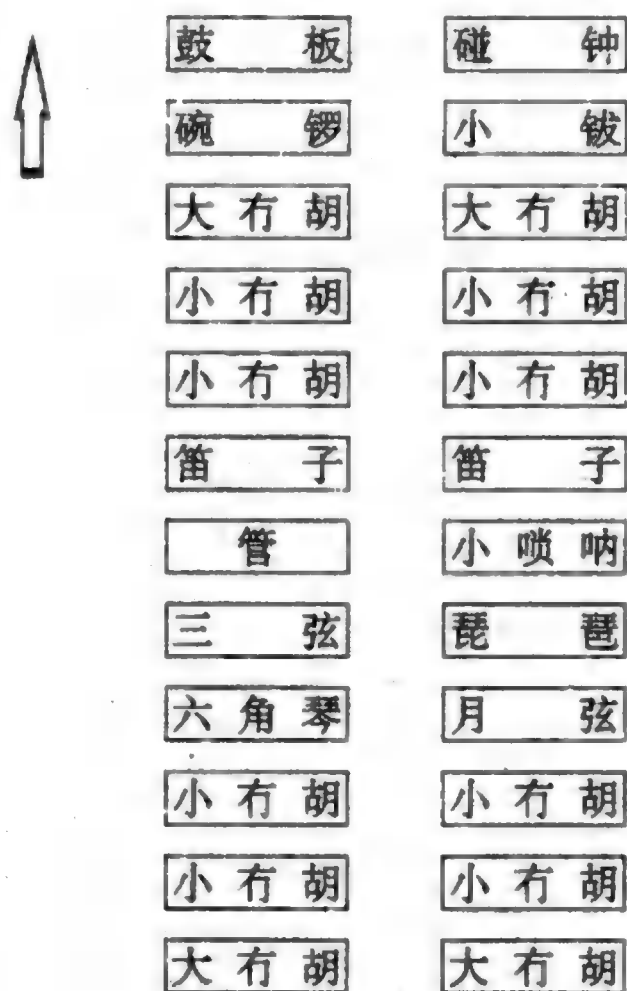 鼓板 碰钟
碗锣 小钹
大冇胡 大冇胡
小冇胡 小冇胡
小冇胡 小冇胡
笛子 笛子
管 小唢呐
三弦 琵琶
六角琴 月弦
小冇胡 小冇胡
小冇胡 小冇胡
大冇胡 大冇胡